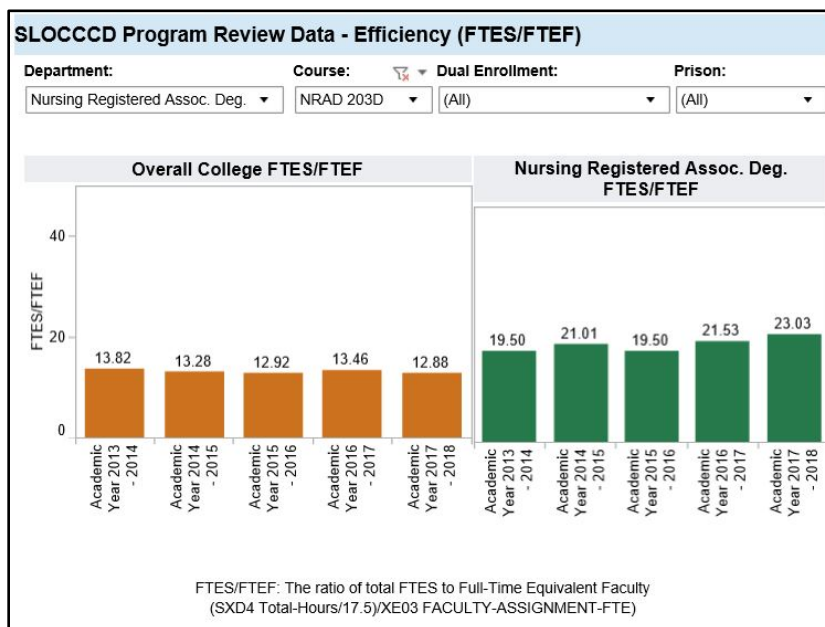 SLOCCCD Program Review Data - Efficiency (FTES/FTEF)
Department:
Course:
Dual Enrollment:
Prison:
Nursing Registered Assoc. Deg.
NRAD 203D
(All)
(All)
Overall College FTES/FTEF
Nursing Registered Assoc. Deg.
FTES/FTEF
FTES/FTEF
40
20
0
13.82
13.28
12.92
13.46
12.88
19.50
21.01
19.50
21.53
23.03
Academic
Year 2013
- 2014
Academic
Year 2014
- 2015
Academic
Year 2015
- 2016
Academic
Year 2016
- 2017
Academic
Year 2017
- 2018
Academic
Year 2013
- 2014
Academic
Year 2014
- 2015
Academic
Year 2015
- 2016
Academic
Year 2016
- 2017
Academic
Year 2017
- 2018
FTES/FTEF: The ratio of total FTES to Full-Time Equivalent Faculty
(SXD4 Total-Hours/17.5)/XE03 FACULTY-ASSIGNMENT-FTE)